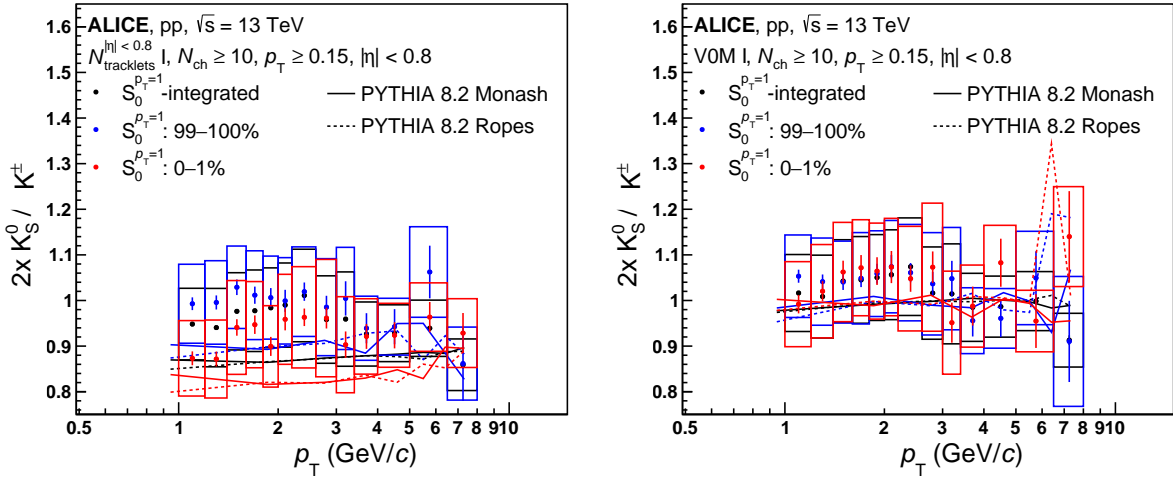 ALICE, pp, √s = 13 TeV
N_tracklets^{|η| < 0.8} I, N_ch ≥ 10, p_T ≥ 0.15, |η| < 0.8
S_0^{p_T=1}-integrated
S_0^{p_T=1}: 99–100%
S_0^{p_T=1}: 0–1%
PYTHIA 8.2 Monash
PYTHIA 8.2 Ropes
2x K_S^0 / K^±
1.6
1.5
1.4
1.3
1.2
1.1
1
0.9
0.8
0.5 1 2 3 4 5 6 7 8 910
p_T (GeV/c)
ALICE, pp, √s = 13 TeV
V0M I, N_ch ≥ 10, p_T ≥ 0.15, |η| < 0.8
S_0^{p_T=1}-integrated
S_0^{p_T=1}: 99–100%
S_0^{p_T=1}: 0–1%
PYTHIA 8.2 Monash
PYTHIA 8.2 Ropes
2x K_S^0 / K^±
1.6
1.5
1.4
1.3
1.2
1.1
1
0.9
0.8
0.5 1 2 3 4 5 6 7 8 910
p_T (GeV/c)